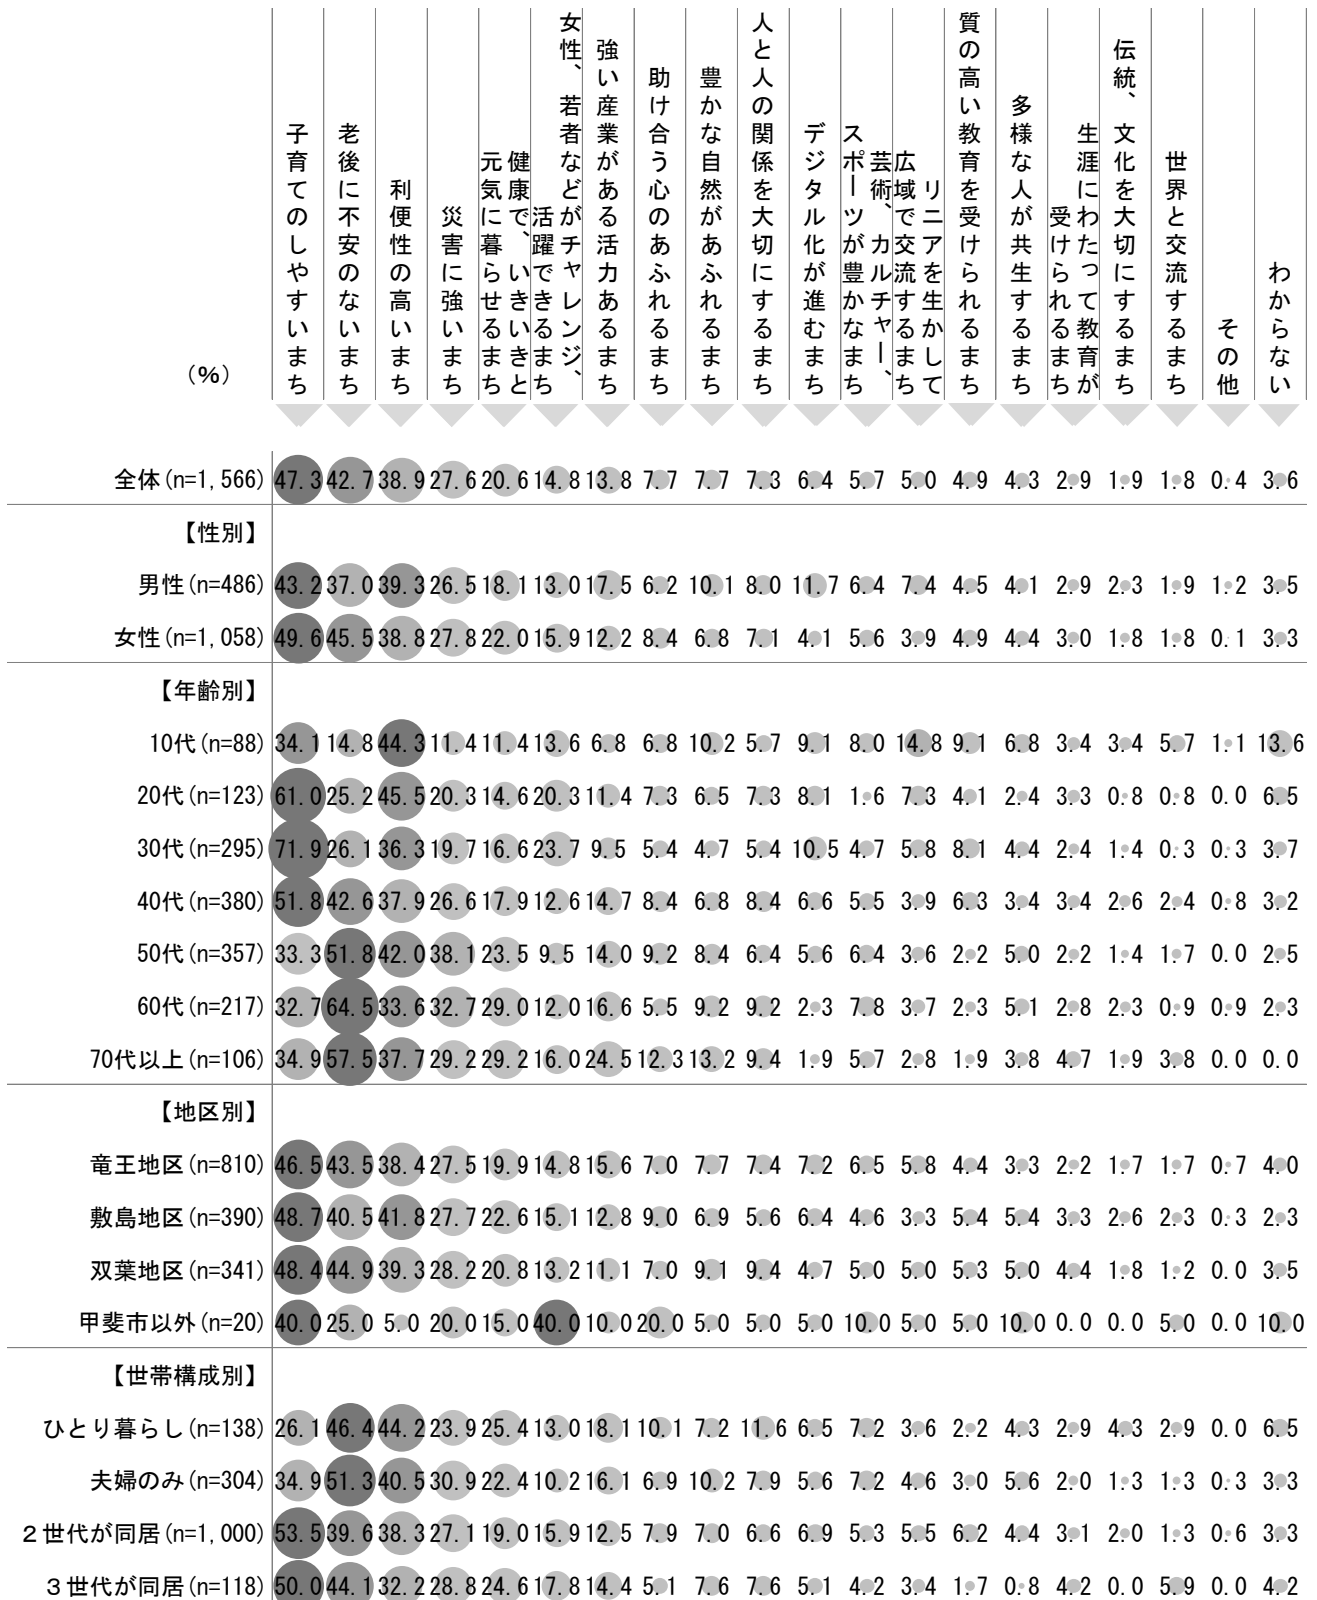 子育てのしやすいまち
老後に不安のないまち
利便性の高いまち
災害に強いまち
健康で、いきいきと
元気に暮らせるまち
女性、若者などがチャレンジ、
活躍できるまち
強い産業がある活力あるまち
助け合う心のあふれるまち
豊かな自然があふれるまち
人と人の関係を大切にするまち
デジタル化が進むまち
芸術、カルチャー、
スポーツが豊かなまち
リニアを生かして
広域で交流するまち
質の高い教育を受けられるまち
多様な人が共生するまち
生涯にわたって教育が
受けられるまち
伝統、文化を大切にするまち
世界と交流するまち
その他
わからない
(%)
全体(n=1,566) 47.3 42.7 38.9 27.6 20.6 14.8 13.8 7.7 7.7 7.3 6.4 5.7 5.0 4.9 4.3 2.9 1.9 1.8 0.4 3.6
【性別】
男性(n=486) 43.2 37.0 39.3 26.5 18.1 13.0 17.5 6.2 10.1 8.0 11.7 6.4 7.4 4.5 4.1 2.9 2.3 1.9 1.2 3.5
女性(n=1,058) 49.6 45.5 38.8 27.8 22.0 15.9 12.2 8.4 6.8 7.1 4.1 5.6 3.9 4.9 4.4 3.0 1.8 1.8 0.1 3.3
【年齢別】
10代(n=88) 34.1 14.8 44.3 11.4 11.4 13.6 6.8 6.8 10.2 5.7 9.1 8.0 14.8 9.1 6.8 3.4 3.4 5.7 1.1 13.6
20代(n=123) 61.0 25.2 45.5 20.3 14.6 20.3 11.4 7.3 6.5 7.3 8.1 1.6 7.3 4.1 2.4 3.3 0.8 0.8 0.0 6.5
30代(n=295) 71.9 26.1 36.3 19.7 16.6 23.7 9.5 5.4 4.7 5.4 10.5 4.7 5.8 8.1 4.4 2.4 1.4 0.3 0.3 3.7
40代(n=380) 51.8 42.6 37.9 26.6 17.9 12.6 14.7 8.4 6.8 8.4 6.6 5.5 3.9 6.3 3.4 3.4 2.6 2.4 0.8 3.2
50代(n=357) 33.3 51.8 42.0 38.1 23.5 9.5 14.0 9.2 8.4 6.4 5.6 6.4 3.6 2.2 5.0 2.2 1.4 1.7 0.0 2.5
60代(n=217) 32.7 64.5 33.6 32.7 29.0 12.0 16.6 5.5 9.2 9.2 2.3 7.8 3.7 2.3 5.1 2.8 2.3 0.9 0.9 2.3
70代以上(n=106) 34.9 57.5 37.7 29.2 29.2 16.0 24.5 12.3 13.2 9.4 1.9 5.7 2.8 1.9 3.8 4.7 1.9 3.8 0.0 0.0
【地区別】
竜王地区(n=810) 46.5 43.5 38.4 27.5 19.9 14.8 15.6 7.0 7.7 7.4 7.2 6.5 5.8 4.4 3.3 2.2 1.7 1.7 0.7 4.0
敷島地区(n=390) 48.7 40.5 41.8 27.7 22.6 15.1 12.8 9.0 6.9 5.6 6.4 4.6 3.3 5.4 5.4 3.3 2.6 2.3 0.3 2.3
双葉地区(n=341) 48.4 44.9 39.3 28.2 20.8 13.2 11.1 7.0 9.1 9.4 4.7 5.0 5.0 5.3 5.0 4.4 1.8 1.2 0.0 3.5
甲斐市以外(n=20) 40.0 25.0 5.0 20.0 15.0 40.0 10.0 20.0 5.0 5.0 5.0 10.0 5.0 5.0 10.0 0.0 0.0 5.0 0.0 10.0
【世帯構成別】
ひとり暮らし(n=138) 26.1 46.4 44.2 23.9 25.4 13.0 18.1 10.1 7.2 11.6 6.5 7.2 3.6 2.2 4.3 2.9 4.3 2.9 0.0 6.5
夫婦のみ(n=304) 34.9 51.3 40.5 30.9 22.4 10.2 16.1 6.9 10.2 7.9 5.6 7.2 4.6 3.0 5.6 2.0 1.3 1.3 0.3 3.3
２世代が同居(n=1,000) 53.5 39.6 38.3 27.1 19.0 15.9 12.5 7.9 7.0 6.6 6.9 5.3 5.5 6.2 4.4 3.1 2.0 1.3 0.6 3.3
３世代が同居(n=118) 50.0 44.1 32.2 28.8 24.6 17.8 14.4 5.1 7.6 7.6 5.1 4.2 3.4 1.7 0.8 4.2 0.0 5.9 0.0 4.2